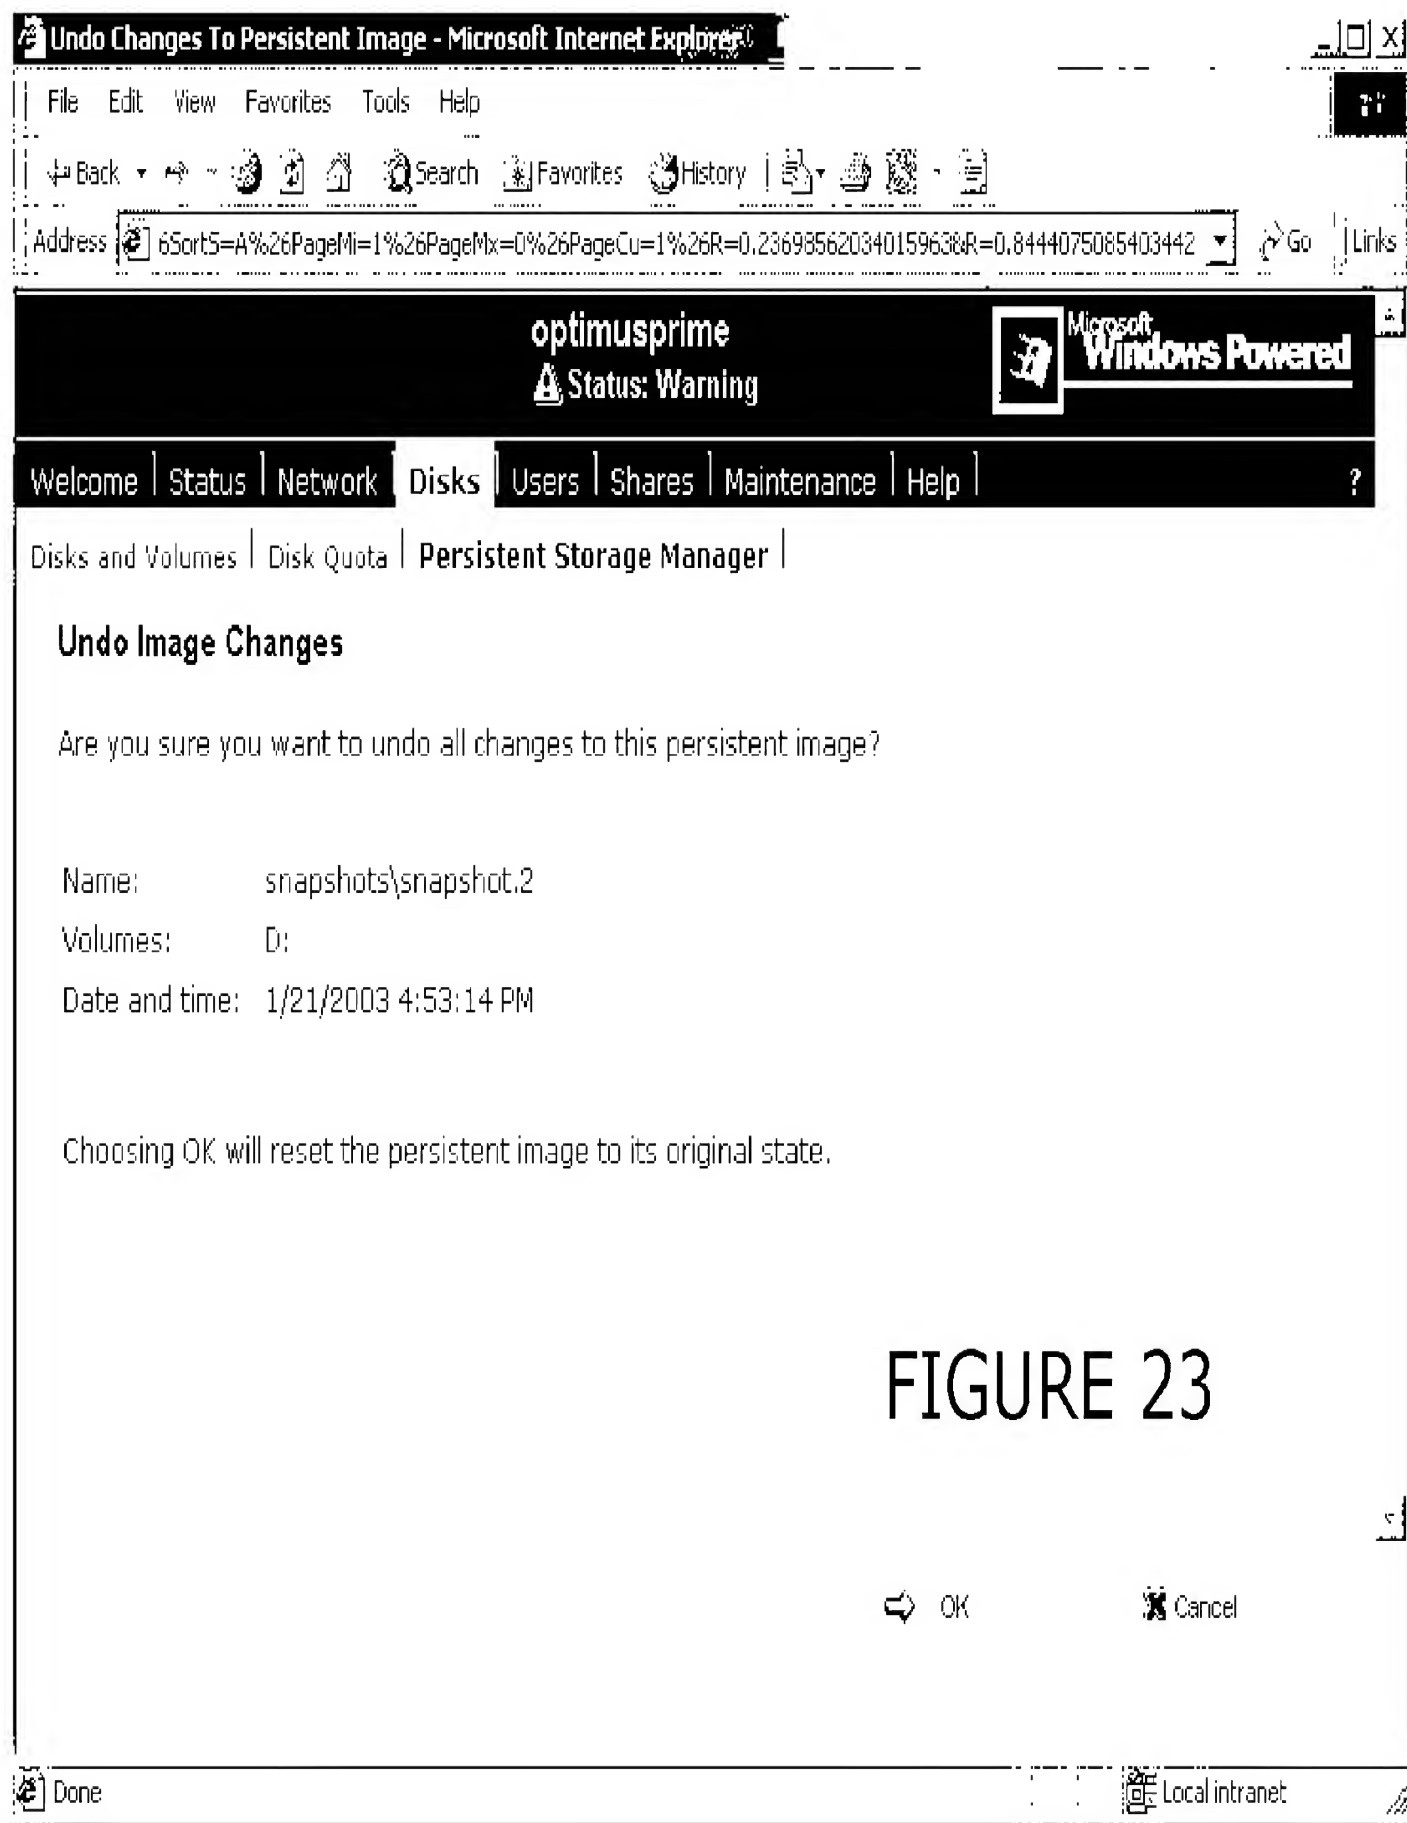 Undo Changes To Persistent Image - Microsoft Internet Explorer
File Edit View Favorites Tools Help
Back Search Favorites History
Address 6SortS=A%26PageMi=1%26PageMx=0%26PageCu=1%26R=0.23698562034015963&R=0.8444075085403442 Go Links
optimusprime
Status: Warning
Microsoft
Windows Powered
Welcome | Status | Network | Disks | Users | Shares | Maintenance | Help | ?
Disks and Volumes | Disk Quota | Persistent Storage Manager |
Undo Image Changes
Are you sure you want to undo all changes to this persistent image?
Name: snapshots\snapshot.2
Volumes: D:
Date and time: 1/21/2003 4:53:14 PM
Choosing OK will reset the persistent image to its original state.
FIGURE 23
OK Cancel
Done Local intranet